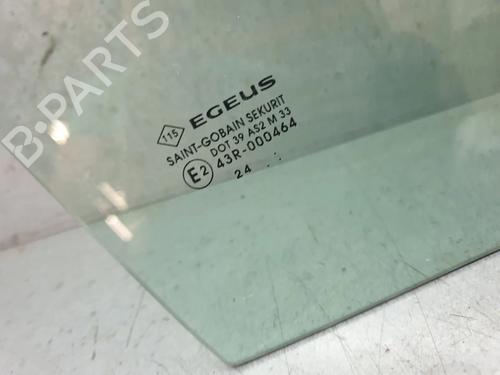 B-PARTS
115 EGEUS
SAINT-GOBAIN SEKURIT
DOT 39 AS2 M 33
E2 43R-000464
24 . :